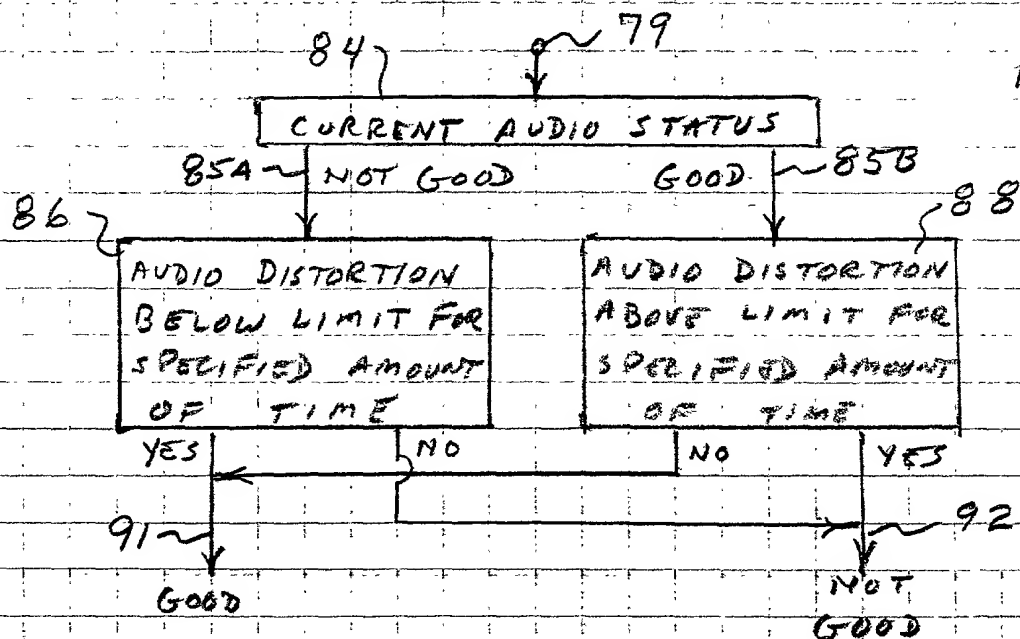 79
84
CURRENT AUDIO STATUS
85A NOT GOOD GOOD 85B
86 88
AUDIO DISTORTION
BELOW LIMIT FOR
SPECIFIED AMOUNT
OF TIME
AUDIO DISTORTION
ABOVE LIMIT FOR
SPECIFIED AMOUNT
OF TIME
YES NO NO YES
91 92
GOOD
NOT
GOOD